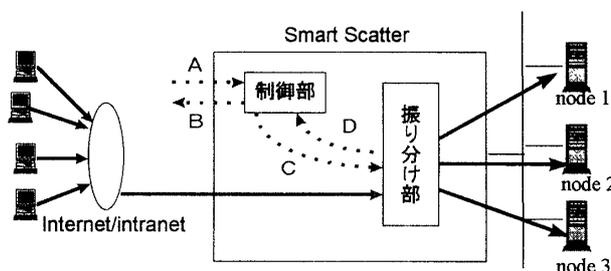 Smart Scatter
A
制御部
B
D
C
振り分け部
Internet/intranet
node 1
node 2
node 3